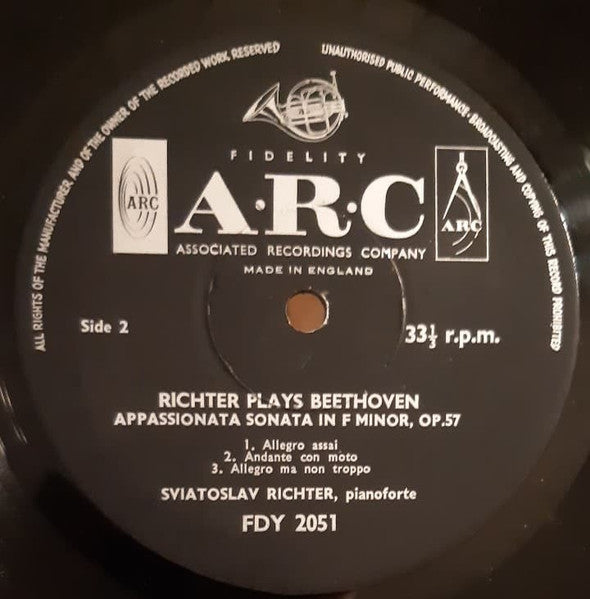 ALL RIGHTS OF THE MANUFACTURER AND OF THE OWNER OF THE RECORDED WORK RESERVED
UNAUTHORISED PUBLIC PERFORMANCE, BROADCASTING AND COPYING OF THIS RECORD PROHIBITED
FIDELITY
ARC
A·R·C
ARC
ASSOCIATED RECORDINGS COMPANY
MADE IN ENGLAND
Side 2
33⅓ r.p.m.
RICHTER PLAYS BEETHOVEN
APPASSIONATA SONATA IN F MINOR, OP.57
1. Allegro assai
2. Andante con moto
3. Allegro ma non troppo
SVIATOSLAV RICHTER, pianoforte
FDY 2051